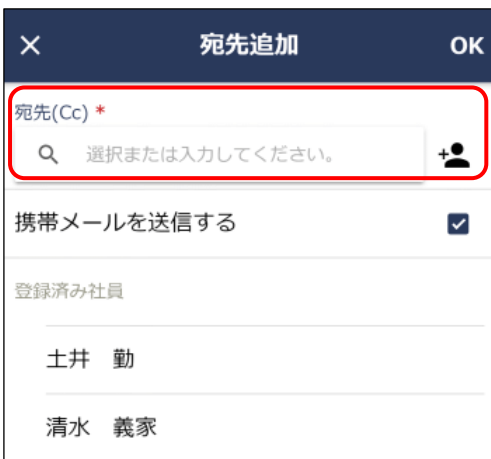 × 宛先追加 OK
宛先(Cc) *
選択または入力してください。
携帯メールを送信する
登録済み社員
土井　勤
清水　義家